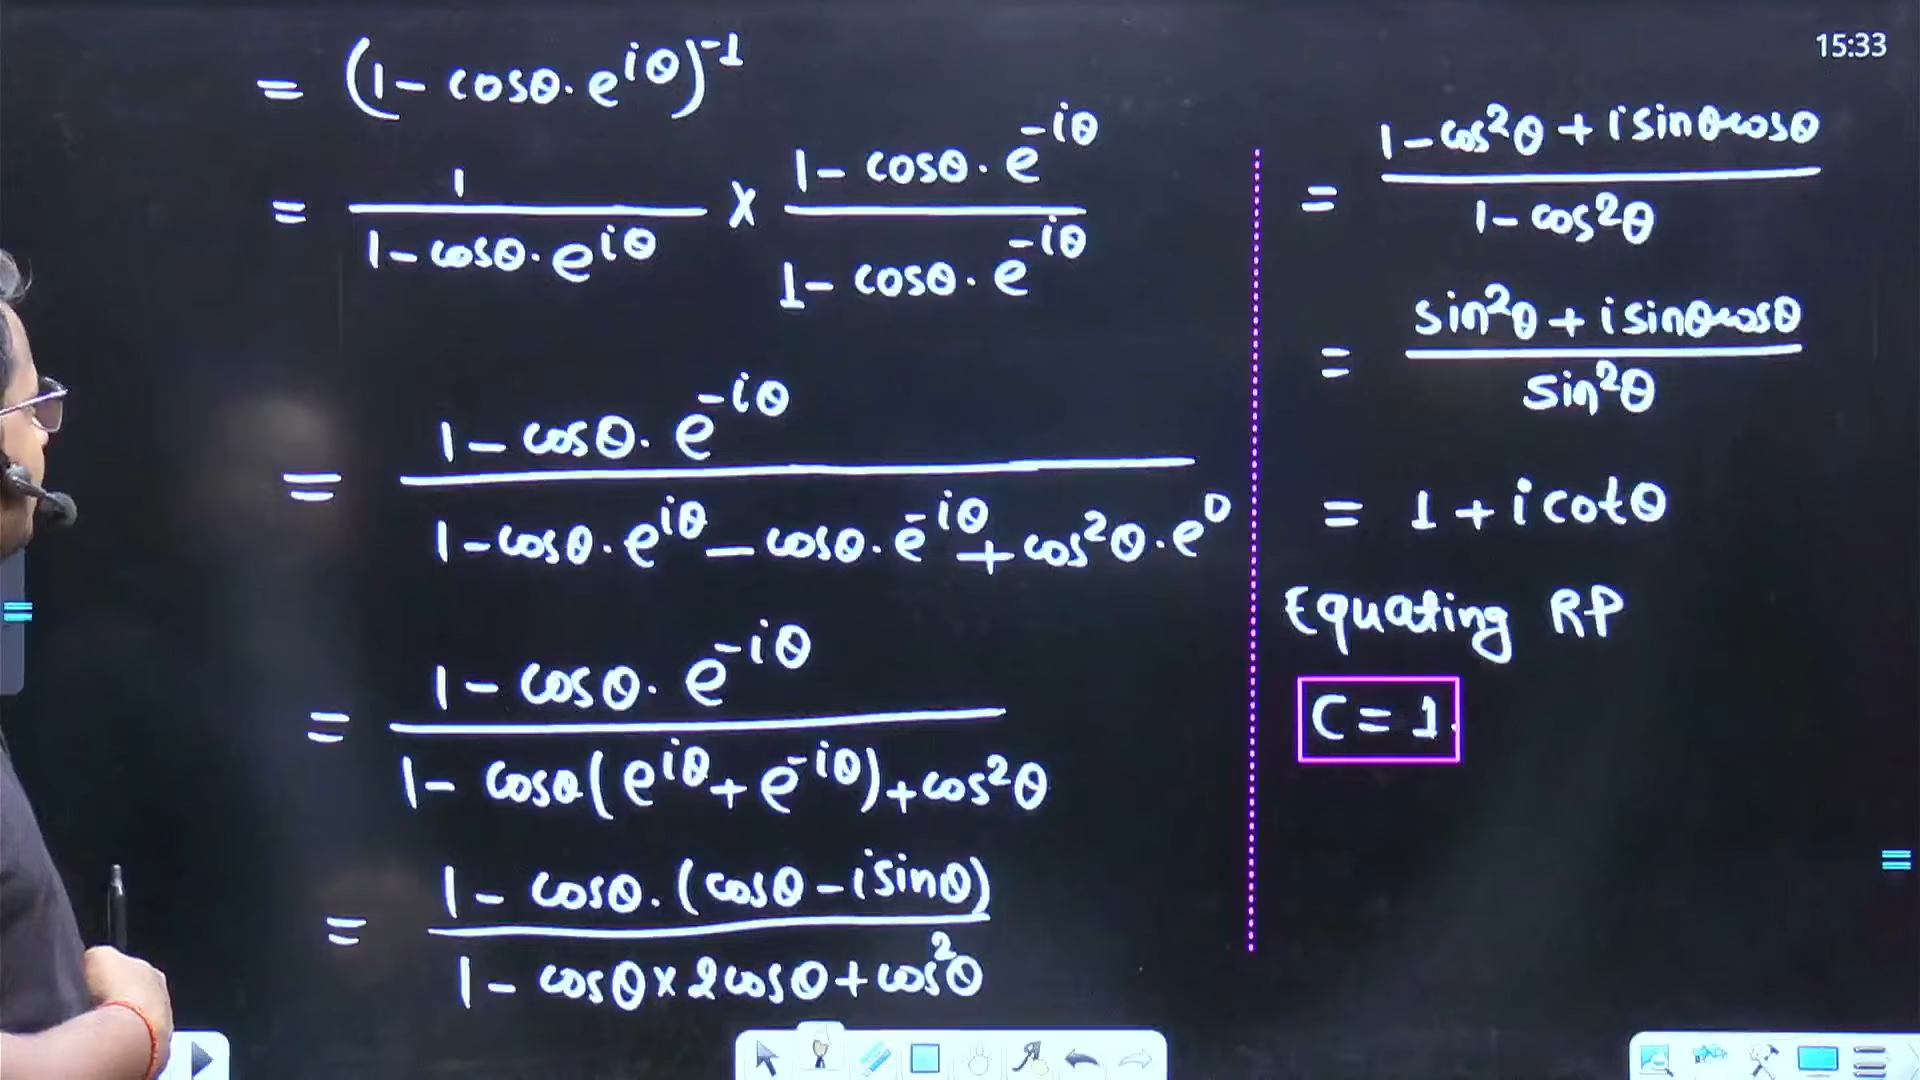 = (1 - cosθ · e^{iθ})^{-1}
= 1 / (1 - cosθ · e^{iθ}) × (1 - cosθ · e^{-iθ}) / (1 - cosθ · e^{-iθ})
= (1 - cosθ · e^{-iθ}) / (1 - cosθ · e^{iθ} - cosθ · e^{-iθ} + cos²θ · e⁰)
= (1 - cosθ · e^{-iθ}) / (1 - cosθ(e^{iθ} + e^{-iθ}) + cos²θ)
= (1 - cosθ · (cosθ - i sinθ)) / (1 - cosθ × 2cosθ + cos²θ)
15:33
= (1 - cos²θ + i sinθ cosθ) / (1 - cos²θ)
= (sin²θ + i sinθ cosθ) / (sin²θ)
= 1 + i cotθ
Equating RP
C = 1.